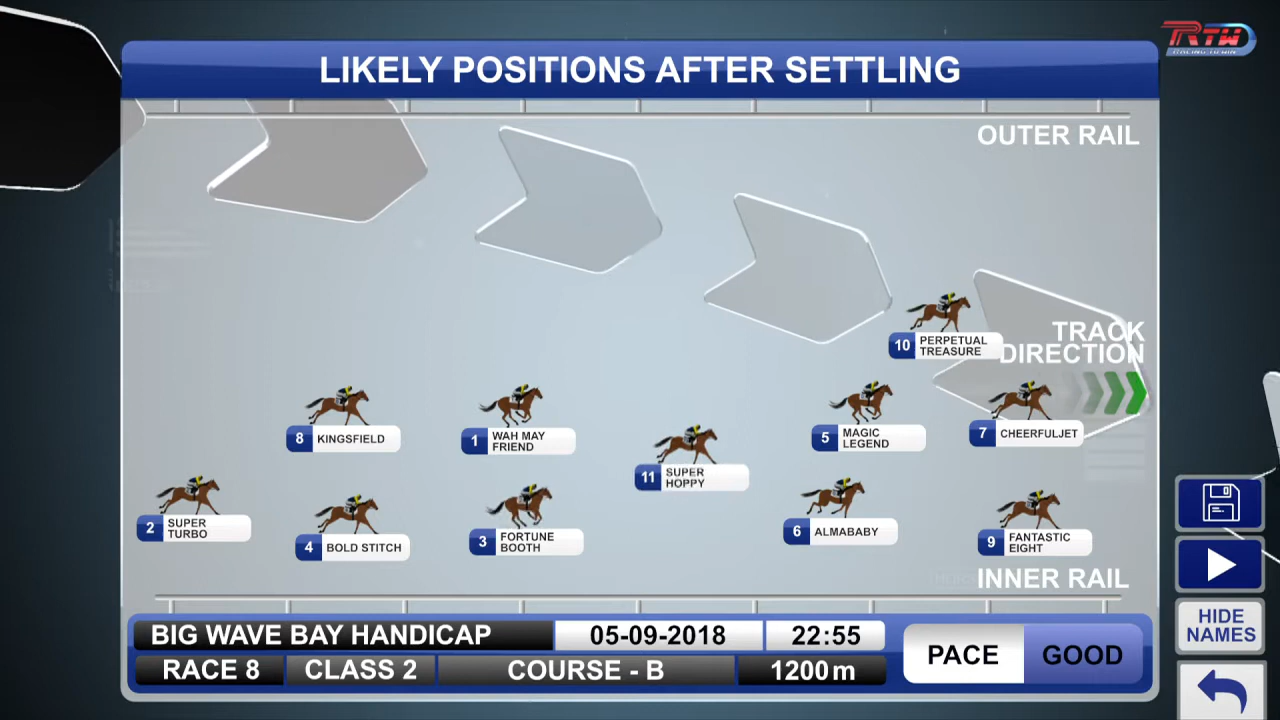 RTW
LIKELY POSITIONS AFTER SETTLING
OUTER RAIL
TRACK
DIRECTION
10 PERPETUAL
TREASURE
8 KINGSFIELD
1 WAH MAY
FRIEND
5 MAGIC
LEGEND
7 CHEERFULJET
11 SUPER
HOPPY
2 SUPER
TURBO
4 BOLD STITCH
3 FORTUNE
BOOTH
6 ALMABABY
9 FANTASTIC
EIGHT
INNER RAIL
BIG WAVE BAY HANDICAP 05-09-2018 22:55
RACE 8 CLASS 2 COURSE - B 1200m
PACE GOOD
HIDE
NAMES